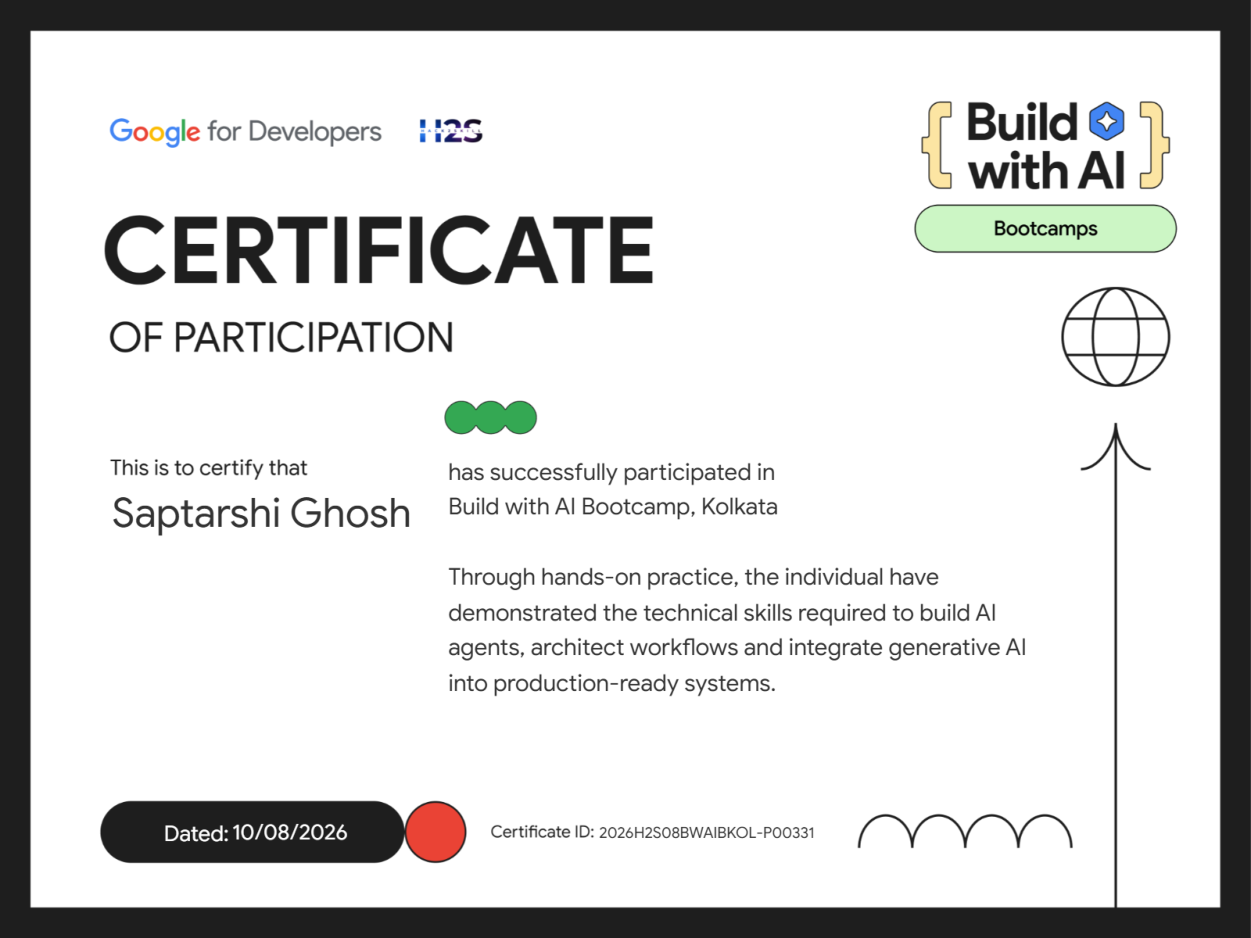 Google for Developers H2S
Build
with AI
Bootcamps
CERTIFICATE
OF PARTICIPATION
This is to certify that
Saptarshi Ghosh
has successfully participated in
Build with AI Bootcamp, Kolkata
Through hands-on practice, the individual have
demonstrated the technical skills required to build AI
agents, architect workflows and integrate generative AI
into production-ready systems.
Dated: 10/08/2026
Certificate ID: 2026H2S08BWAIBKOL-P00331